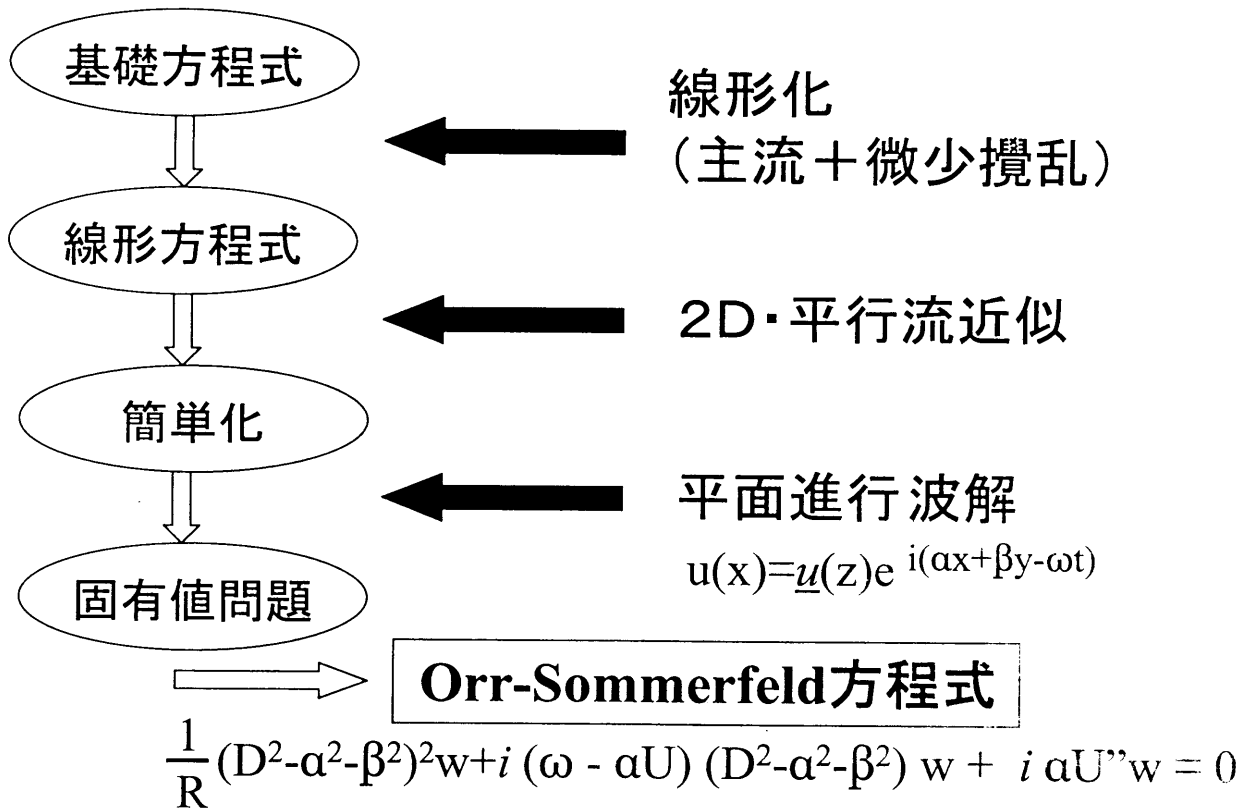 基礎方程式
線形化
(主流+微少攪乱)
線形方程式
2D・平行流近似
簡単化
平面進行波解
u(x)=u(z)e i(αx+βy-ωt)
固有値問題
Orr-Sommerfeld方程式
1/R (D²-α²-β²)²w+i (ω - αU) (D²-α²-β²) w + i αU”w = 0